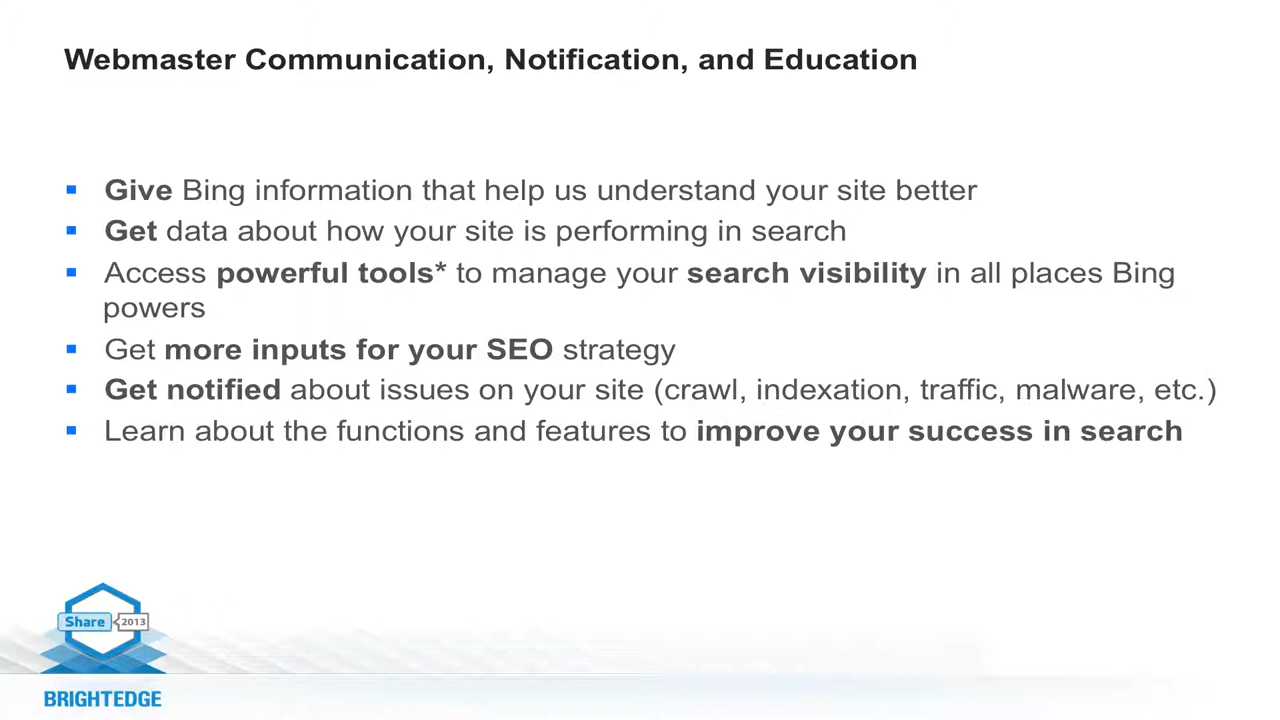 Webmaster Communication, Notification, and Education
Give Bing information that help us understand your site better
Get data about how your site is performing in search
Access powerful tools* to manage your search visibility in all places Bing
powers
Get more inputs for your SEO strategy
Get notified about issues on your site (crawl, indexation, traffic, malware, etc.)
Learn about the functions and features to improve your success in search
Share 2013
BRIGHTEDGE